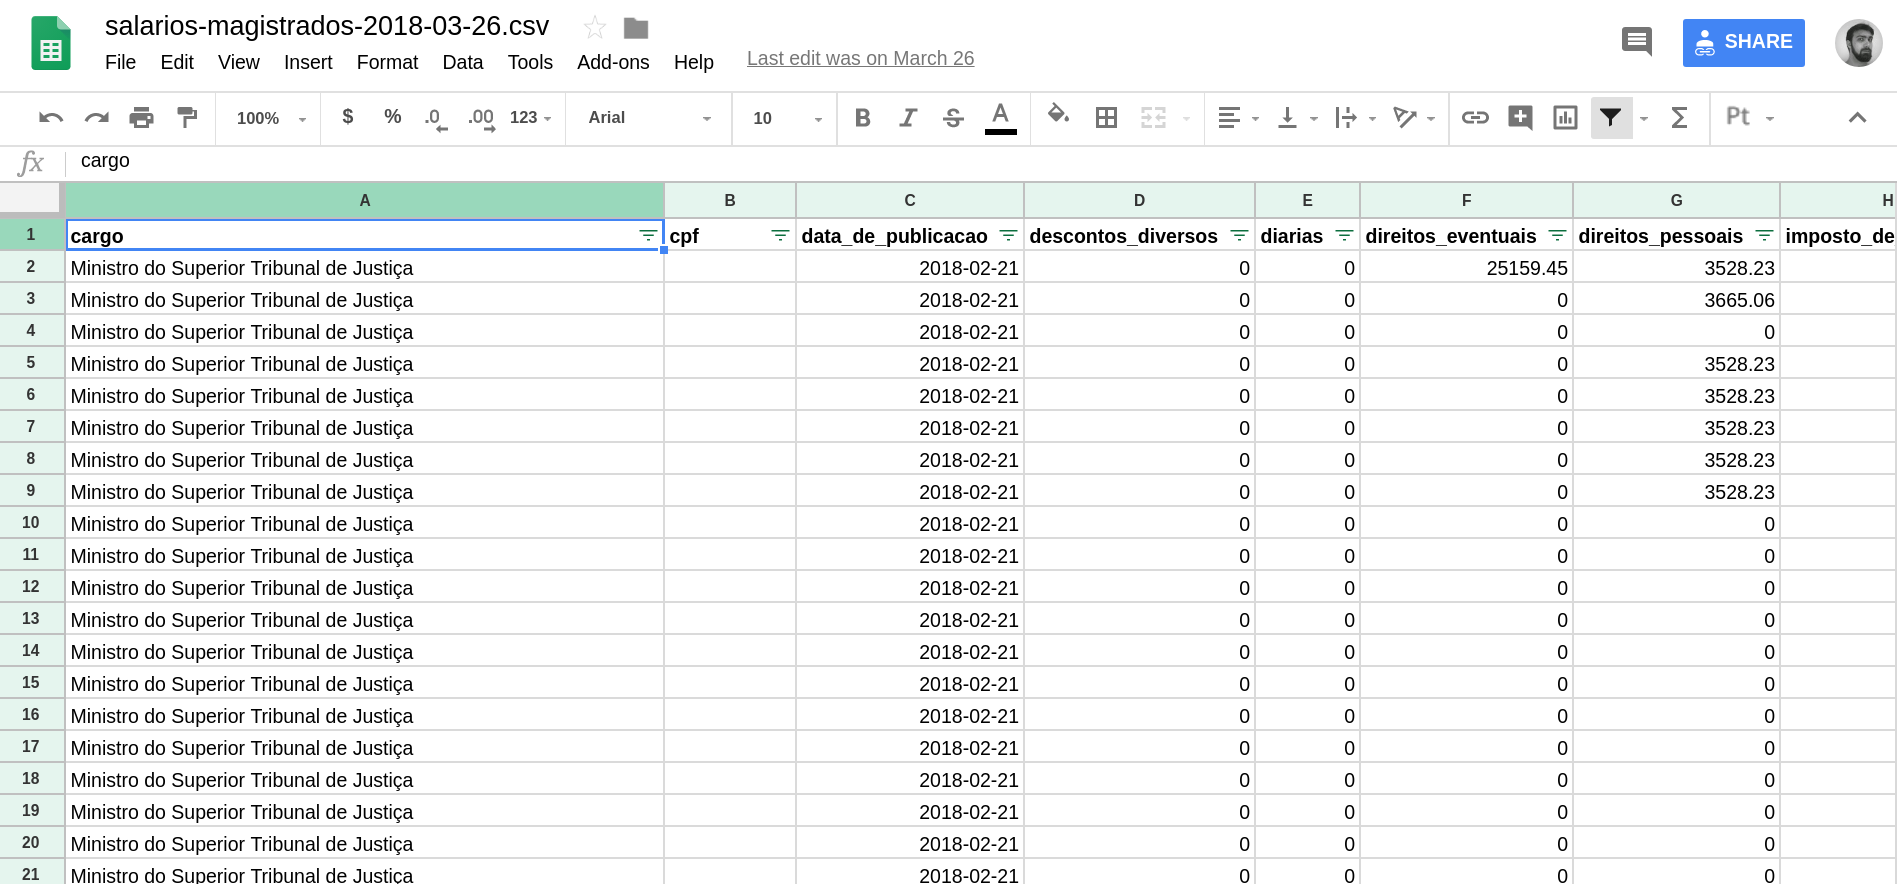 salarios-magistrados-2018-03-26.csv
File Edit View Insert Format Data Tools Add-ons Help Last edit was on March 26
SHARE
100% $ % .0 .00 123 Arial 10 B I S A Σ Pt
fx cargo
A B C D E F G H
1 cargo cpf data_de_publicacao descontos_diversos diarias direitos_eventuais direitos_pessoais imposto_de
2 Ministro do Superior Tribunal de Justiça 2018-02-21 0 0 25159.45 3528.23
3 Ministro do Superior Tribunal de Justiça 2018-02-21 0 0 0 3665.06
4 Ministro do Superior Tribunal de Justiça 2018-02-21 0 0 0 0
5 Ministro do Superior Tribunal de Justiça 2018-02-21 0 0 0 3528.23
6 Ministro do Superior Tribunal de Justiça 2018-02-21 0 0 0 3528.23
7 Ministro do Superior Tribunal de Justiça 2018-02-21 0 0 0 3528.23
8 Ministro do Superior Tribunal de Justiça 2018-02-21 0 0 0 3528.23
9 Ministro do Superior Tribunal de Justiça 2018-02-21 0 0 0 3528.23
10 Ministro do Superior Tribunal de Justiça 2018-02-21 0 0 0 0
11 Ministro do Superior Tribunal de Justiça 2018-02-21 0 0 0 0
12 Ministro do Superior Tribunal de Justiça 2018-02-21 0 0 0 0
13 Ministro do Superior Tribunal de Justiça 2018-02-21 0 0 0 0
14 Ministro do Superior Tribunal de Justiça 2018-02-21 0 0 0 0
15 Ministro do Superior Tribunal de Justiça 2018-02-21 0 0 0 0
16 Ministro do Superior Tribunal de Justiça 2018-02-21 0 0 0 0
17 Ministro do Superior Tribunal de Justiça 2018-02-21 0 0 0 0
18 Ministro do Superior Tribunal de Justiça 2018-02-21 0 0 0 0
19 Ministro do Superior Tribunal de Justiça 2018-02-21 0 0 0 0
20 Ministro do Superior Tribunal de Justiça 2018-02-21 0 0 0 0
21 Ministro do Superior Tribunal de Justiça 2018-02-21 0 0 0 0